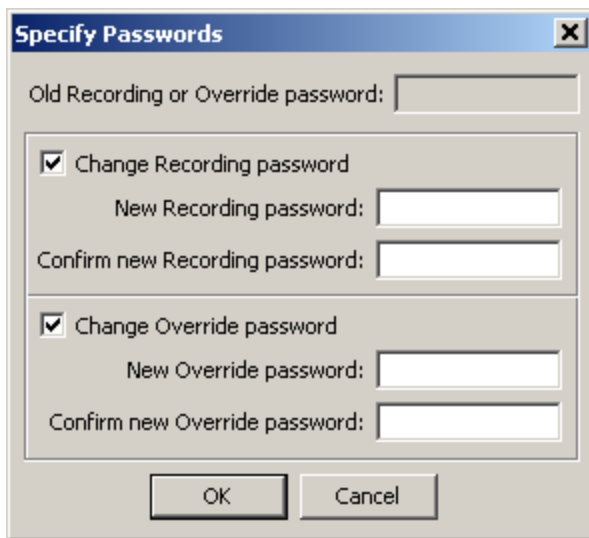 Specify Passwords
Old Recording or Override password:
Change Recording password
New Recording password:
Confirm new Recording password:
Change Override password
New Override password:
Confirm new Override password:
OK Cancel